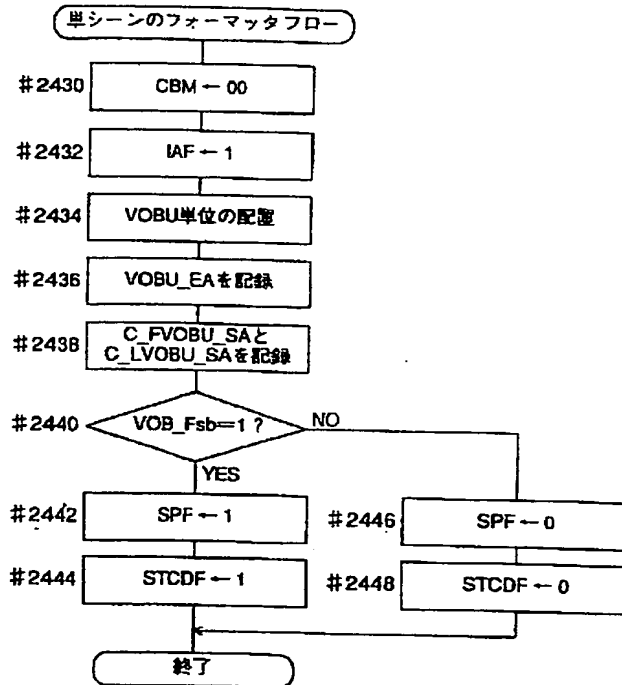 単シーンのフォーマッタフロー
#2430
CBM ← 00
#2432
IAF ← 1
#2434
VOBU単位の配置
#2436
VOBU_EAを記録
#2438
C_FVOBU_SAと
C_LVOBU_SAを記録
#2440
VOB_Fsb=1 ?
NO
YES
#2442
SPF ← 1
#2446
SPF ← 0
#2444
STCDF ← 1
#2448
STCDF ← 0
終了